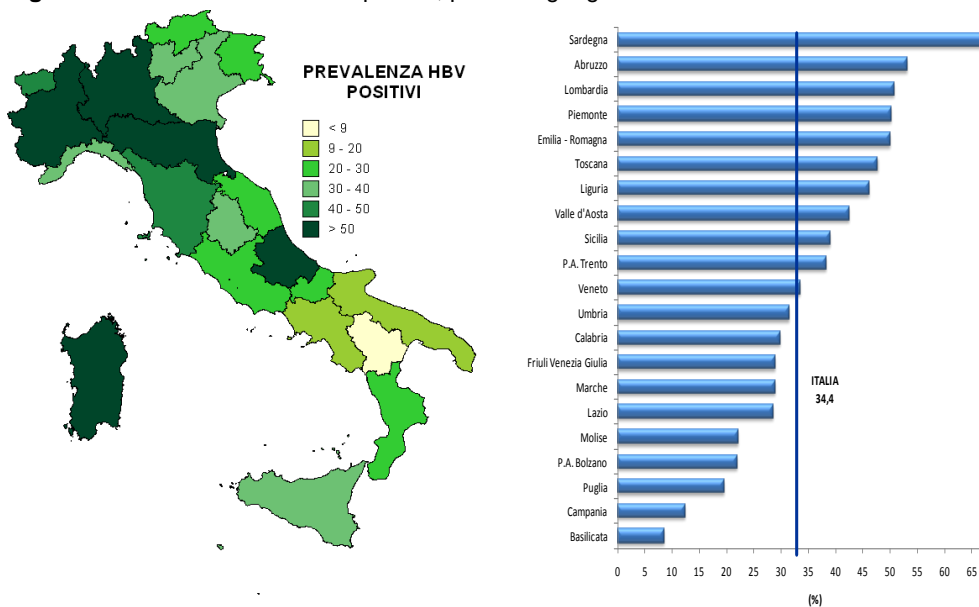 PREVALENZA HBV
POSITIVI
< 9
9 - 20
20 - 30
30 - 40
40 - 50
> 50
Sardegna
Abruzzo
Lombardia
Piemonte
Emilia - Romagna
Toscana
Liguria
Valle d'Aosta
Sicilia
P.A. Trento
Veneto
Umbria
Calabria
Friuli Venezia Giulia
Marche
Lazio
Molise
P.A. Bolzano
Puglia
Campania
Basilicata
ITALIA
34,4
0 5 10 15 20 25 30 35 40 45 50 55 60 65
(%)